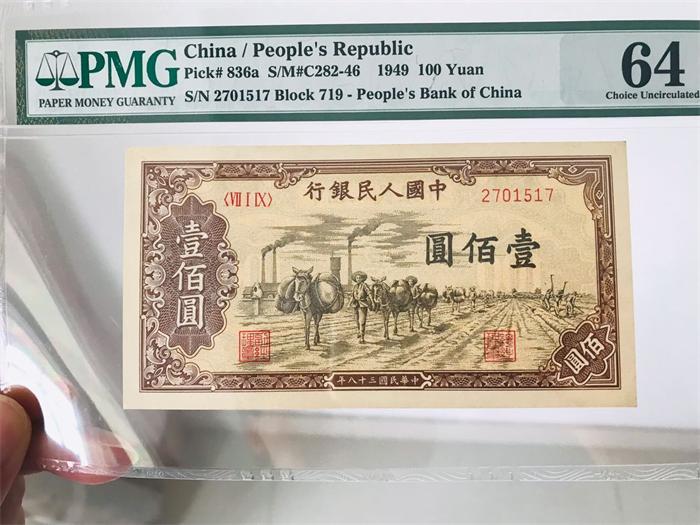 PMG
PAPER MONEY GUARANTY
China / People's Republic
Pick# 836a S/M#C282-46 1949 100 Yuan
S/N 2701517 Block 719 - People's Bank of China
64
Choice Uncirculated
中國人民銀行
〈VII I IX〉
2701517
壹佰圓
壹佰圓
佰圓
中華民國三十八年